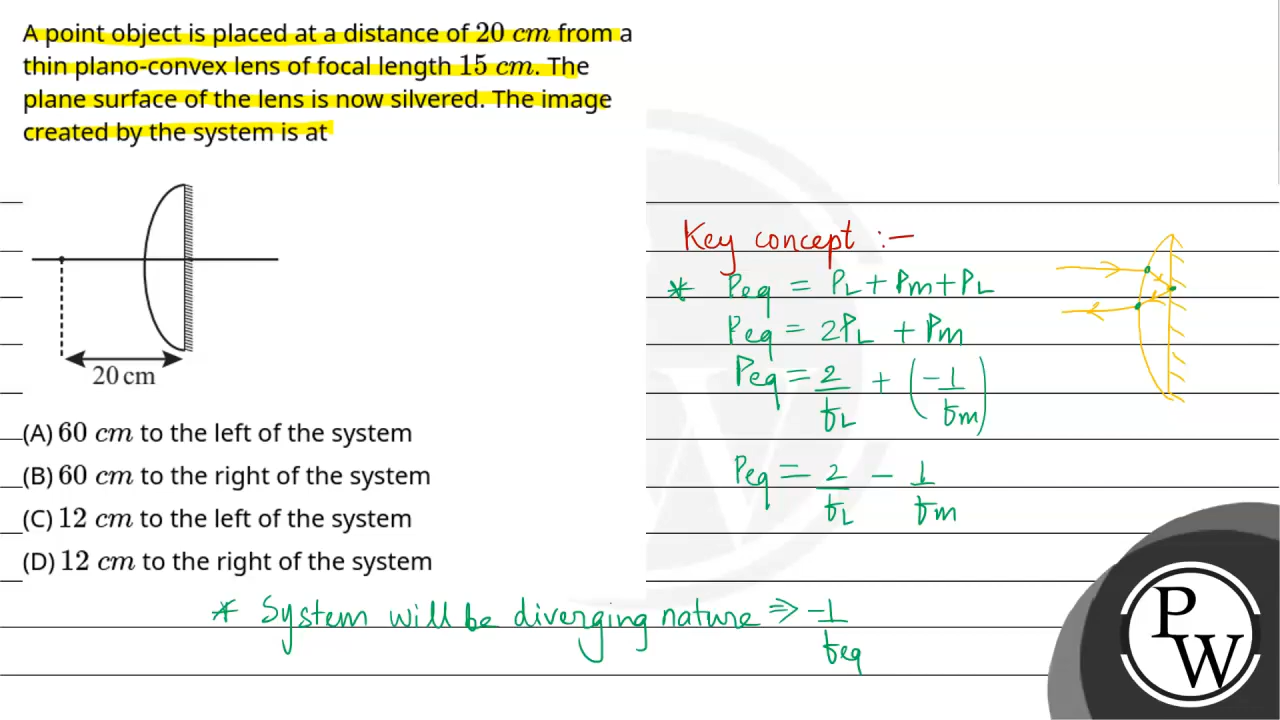 A point object is placed at a distance of 20 cm from a
thin plano-convex lens of focal length 15 cm. The
plane surface of the lens is now silvered. The image
created by the system is at
20 cm
(A) 60 cm to the left of the system
(B) 60 cm to the right of the system
(C) 12 cm to the left of the system
(D) 12 cm to the right of the system
Key concept :-
* Peq = PL + Pm + PL
Peq = 2PL + Pm
Peq = 2/fL + (-1/fm)
Peq = 2/fL - 1/fm
* System will be diverging nature ⇒ -1/feq
P
W